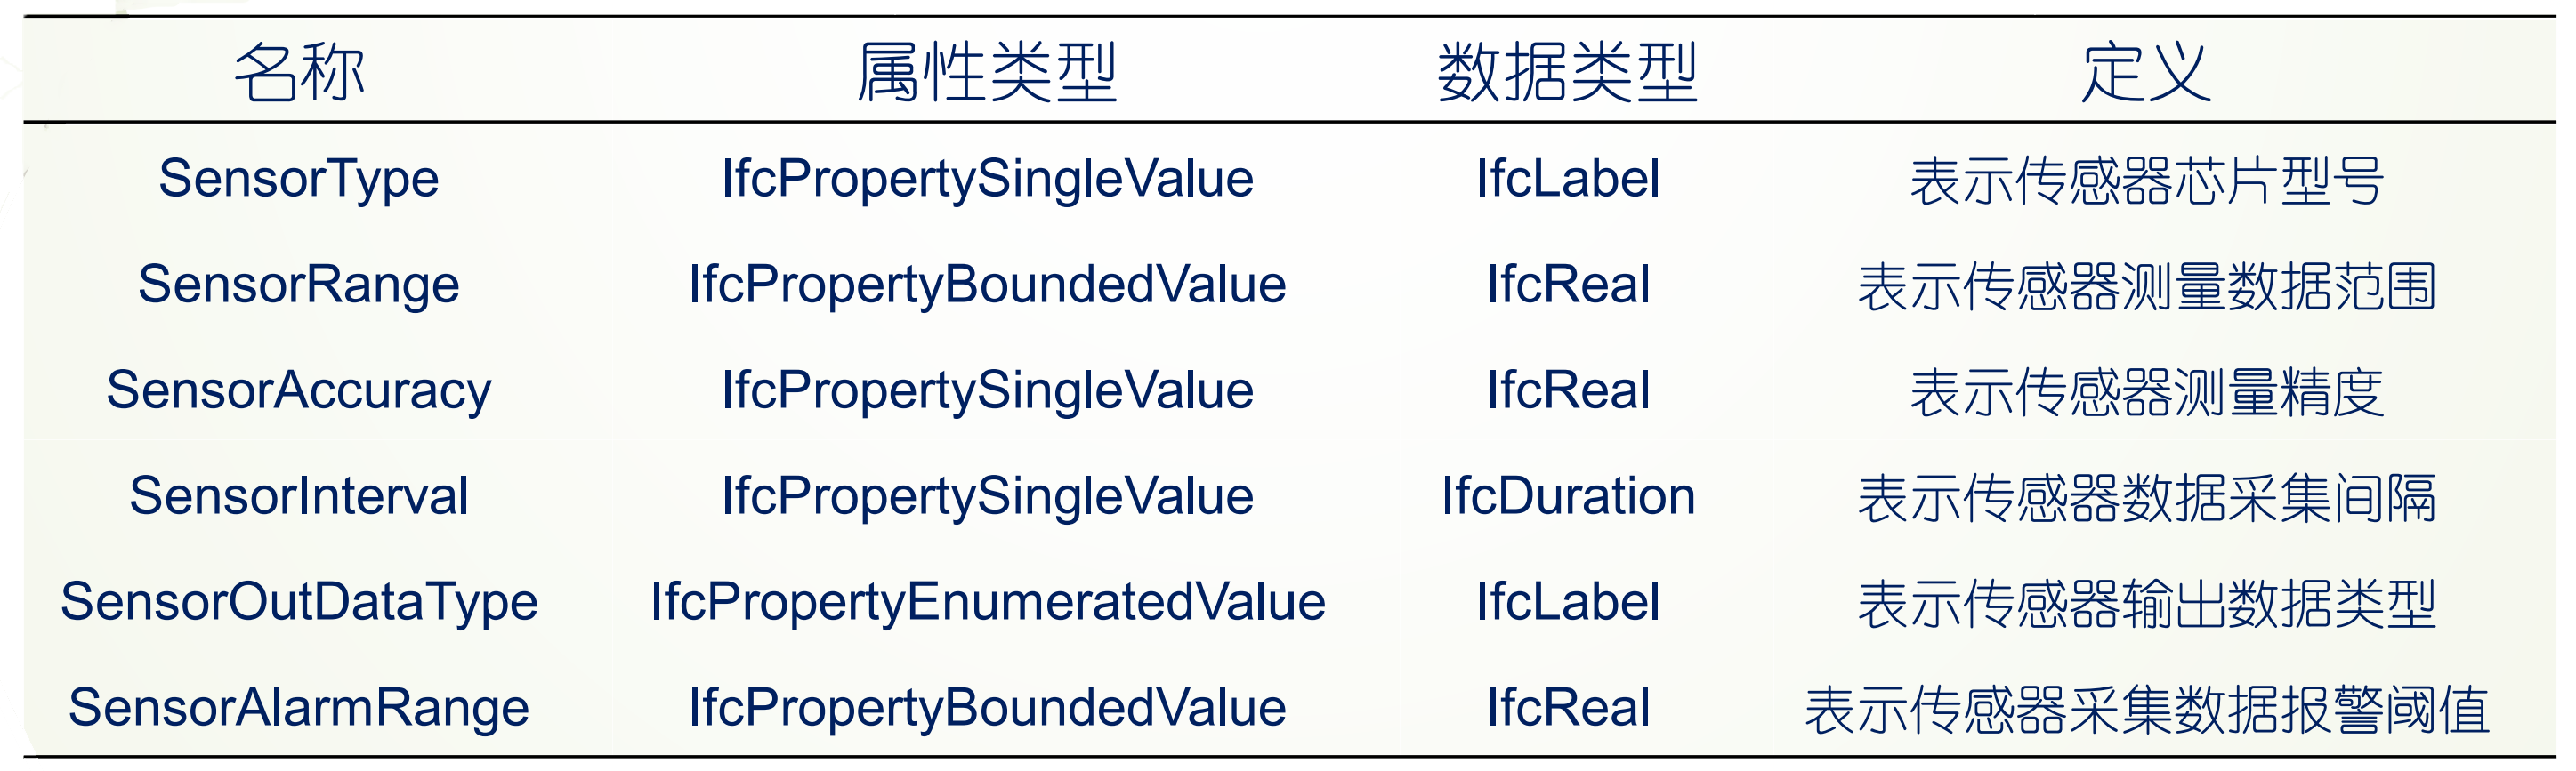 名称 属性类型 数据类型 定义
SensorType IfcPropertySingleValue IfcLabel 表示传感器芯片型号
SensorRange IfcPropertyBoundedValue IfcReal 表示传感器测量数据范围
SensorAccuracy IfcPropertySingleValue IfcReal 表示传感器测量精度
SensorInterval IfcPropertySingleValue IfcDuration 表示传感器数据采集间隔
SensorOutDataType IfcPropertyEnumeratedValue IfcLabel 表示传感器输出数据类型
SensorAlarmRange IfcPropertyBoundedValue IfcReal 表示传感器采集数据报警阈值